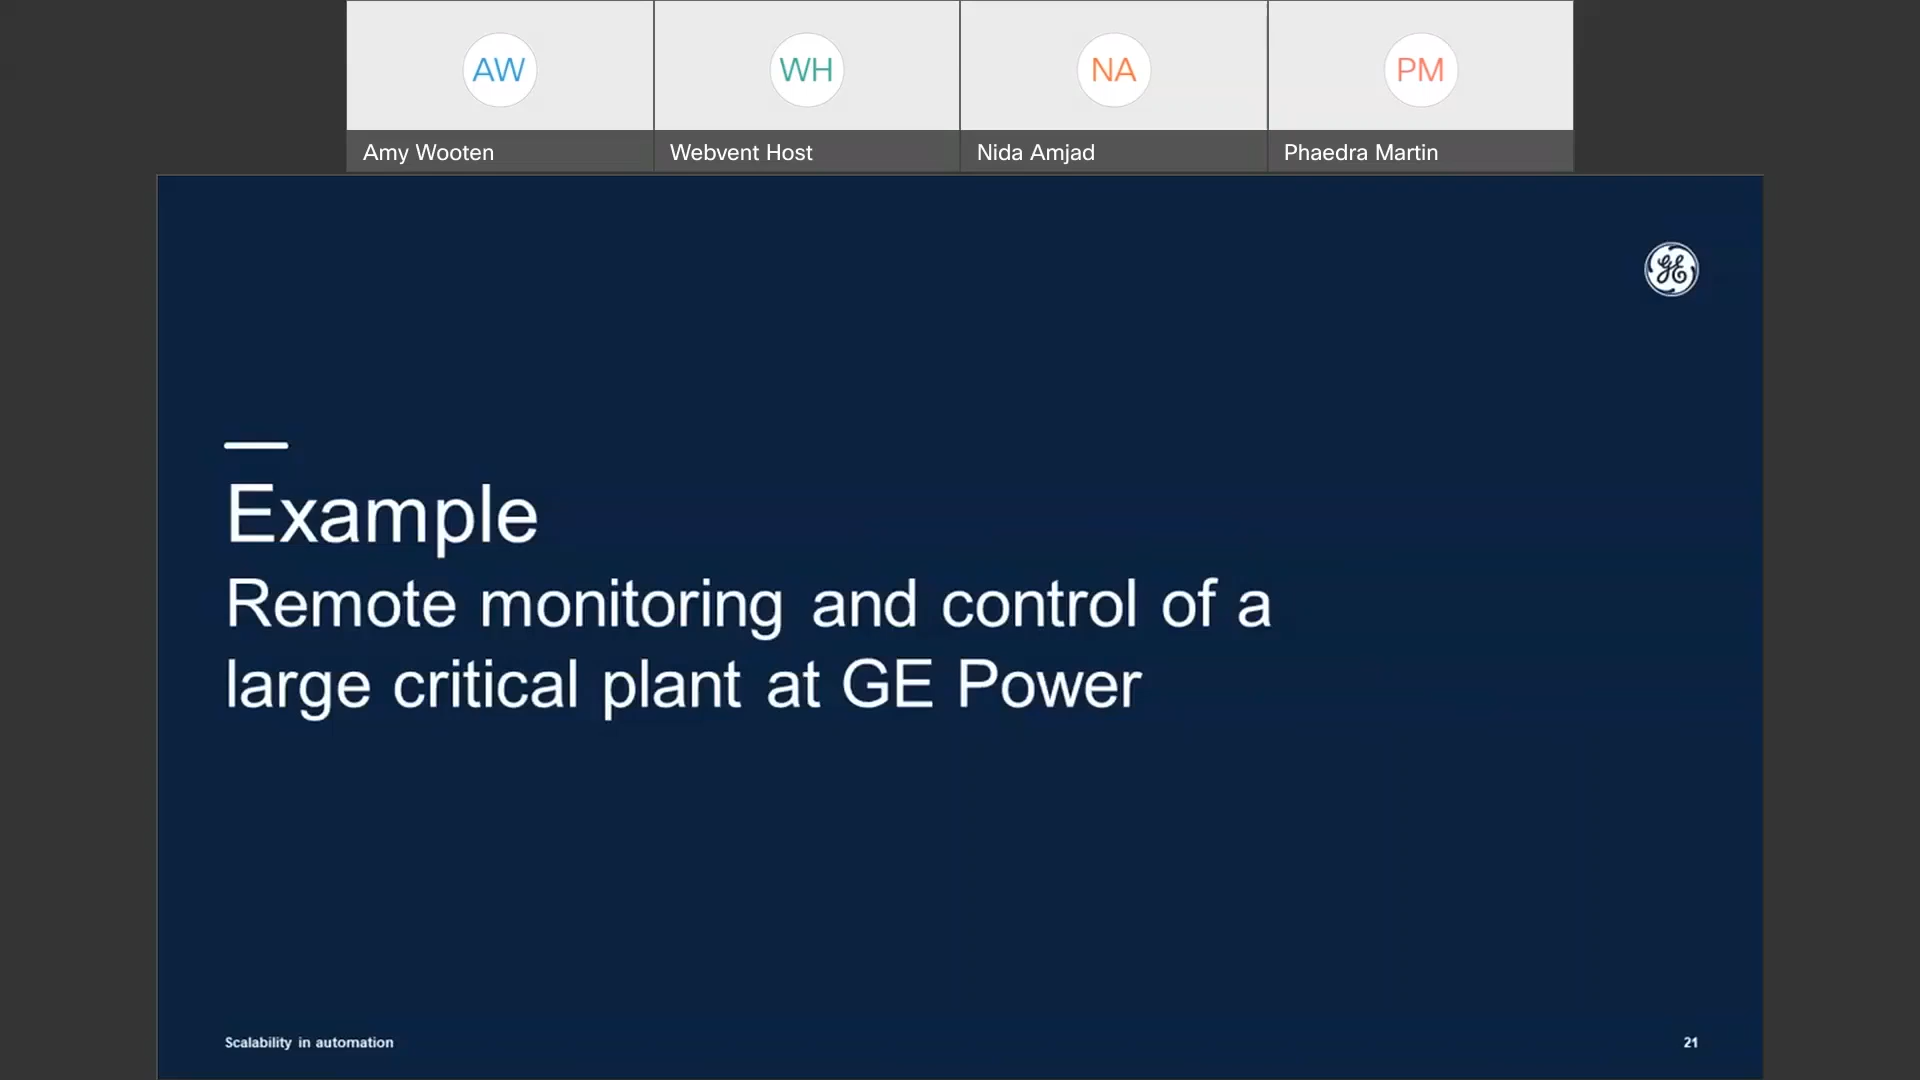 AW
WH
NA
PM
Amy Wooten
Webvent Host
Nida Amjad
Phaedra Martin
GE
Example
Remote monitoring and control of a
large critical plant at GE Power
Scalability in automation
21